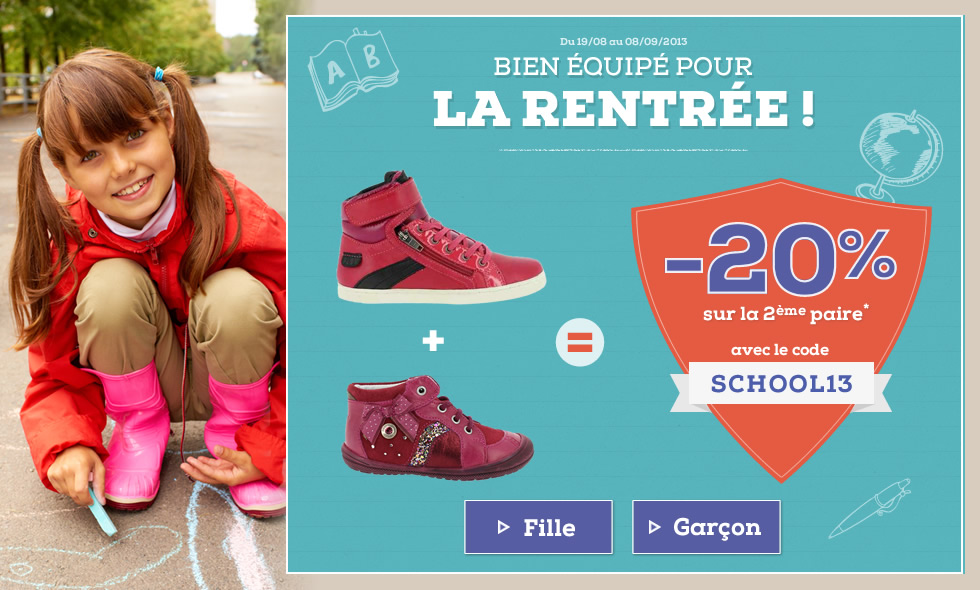 A B
Du 19/08 au 08/09/2013
BIEN ÉQUIPÉ POUR
LA RENTRÉE !
+
=
-20%
sur la 2ème paire*
avec le code
SCHOOL13
Fille
Garçon